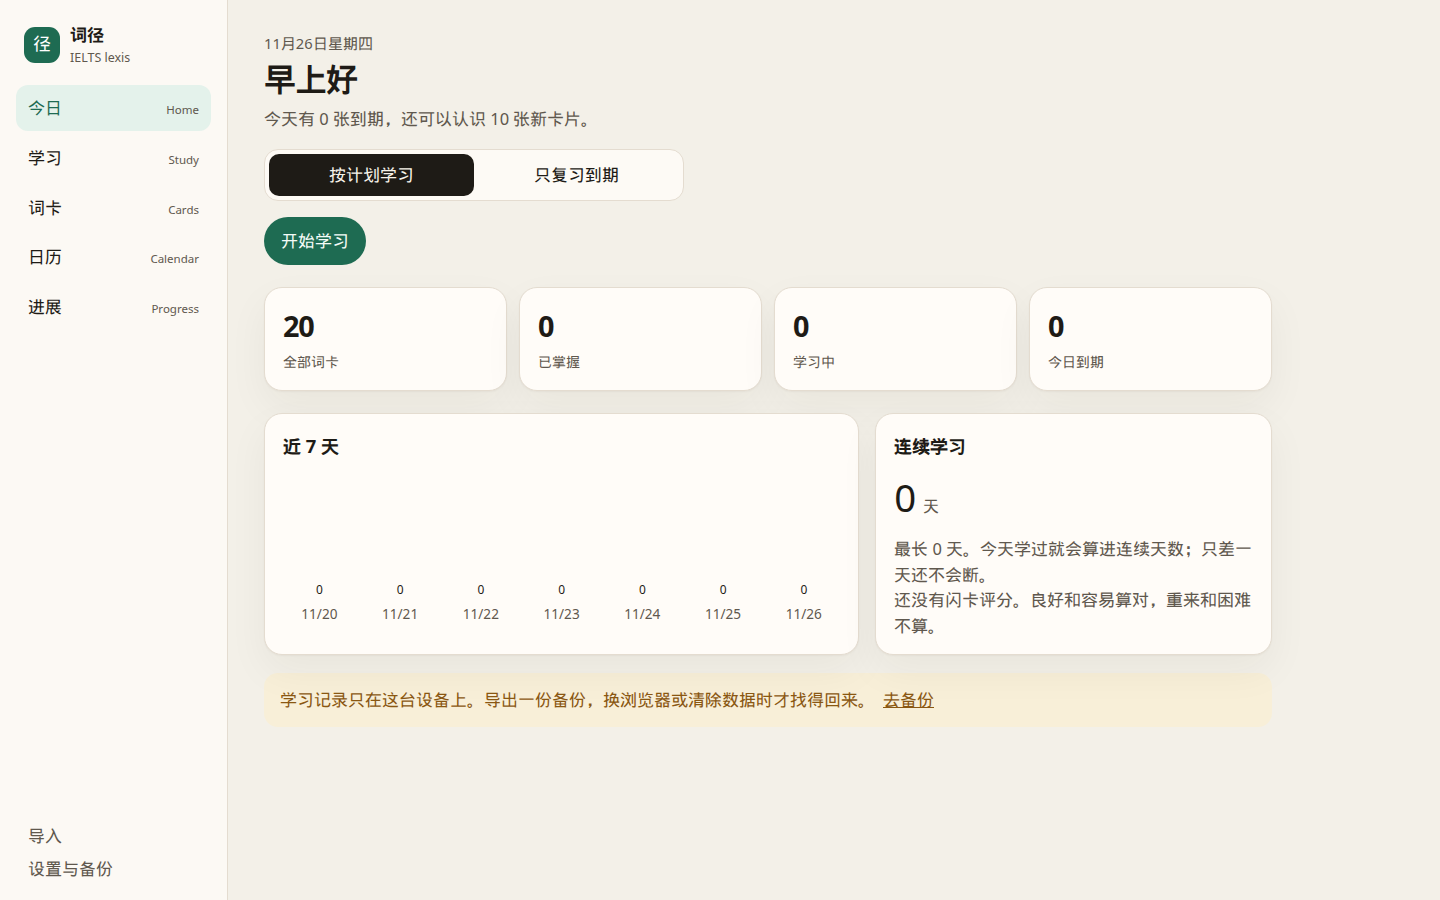 径
词径
IELTS lexis
今日 Home
学习 Study
词卡 Cards
日历 Calendar
进展 Progress
导入
设置与备份
11月26日星期四
早上好
今天有 0 张到期，还可以认识 10 张新卡片。
按计划学习 只复习到期
开始学习
20 0 0 0
全部词卡 已掌握 学习中 今日到期
近 7 天
0 0 0 0 0 0 0
11/20 11/21 11/22 11/23 11/24 11/25 11/26
连续学习
0 天
最长 0 天。今天学过就会算进连续天数；只差一
天还不会断。
还没有闪卡评分。良好和容易算对，重来和困难
不算。
学习记录只在这台设备上。导出一份备份，换浏览器或清除数据时才找得回来。 去备份